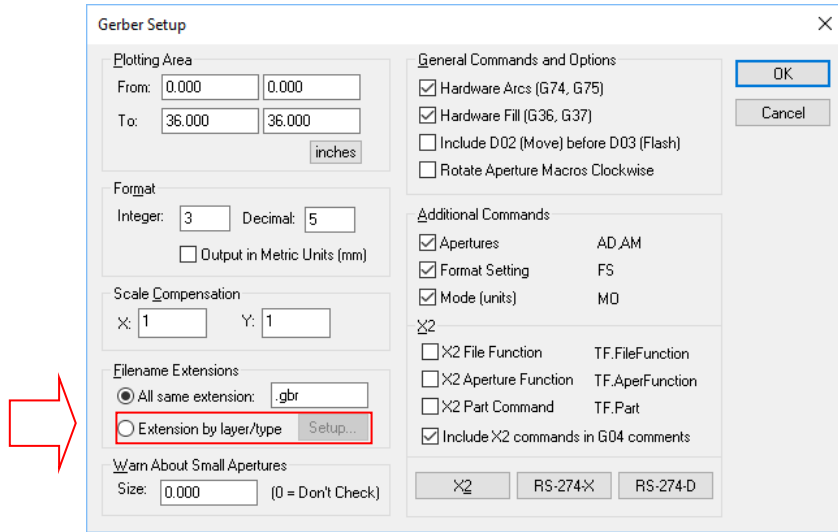 Gerber Setup
Plotting Area
From: 0.000 0.000
To: 36.000 36.000
inches
Format
Integer: 3 Decimal: 5
Output in Metric Units (mm)
Scale Compensation
X: 1 Y: 1
Filename Extensions
All same extension: .gbr
Extension by layer/type Setup...
Warn About Small Apertures
Size: 0.000 (0 = Don't Check)
General Commands and Options
Hardware Arcs (G74, G75)
Hardware Fill (G36, G37)
Include D02 (Move) before D03 (Flash)
Rotate Aperture Macros Clockwise
Additional Commands
Apertures AD,AM
Format Setting FS
Mode (units) MO
X2
X2 File Function TF.FileFunction
X2 Aperture Function TF.AperFunction
X2 Part Command TF.Part
Include X2 commands in G04 comments
X2 RS-274-X RS-274-D
OK
Cancel